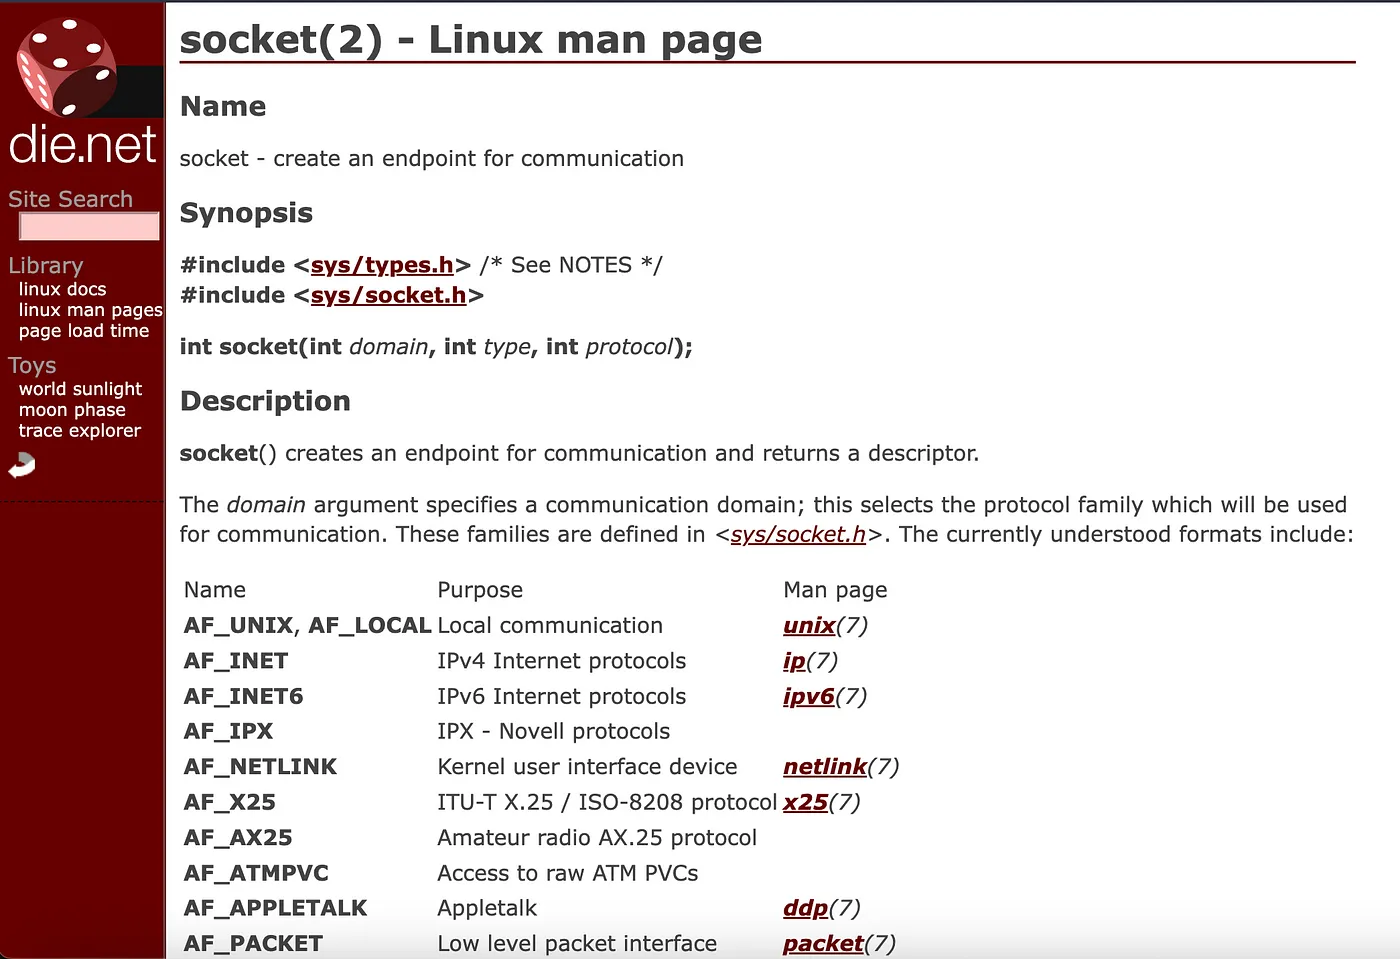 die.net
Site Search
Library
linux docs
linux man pages
page load time
Toys
world sunlight
moon phase
trace explorer
socket(2) - Linux man page
Name
socket - create an endpoint for communication
Synopsis
#include <sys/types.h> /* See NOTES */
#include <sys/socket.h>
int socket(int domain, int type, int protocol);
Description
socket() creates an endpoint for communication and returns a descriptor.
The domain argument specifies a communication domain; this selects the protocol family which will be used
for communication. These families are defined in <sys/socket.h>. The currently understood formats include:
Name Purpose Man page
AF_UNIX, AF_LOCAL Local communication unix(7)
AF_INET IPv4 Internet protocols ip(7)
AF_INET6 IPv6 Internet protocols ipv6(7)
AF_IPX IPX - Novell protocols
AF_NETLINK Kernel user interface device netlink(7)
AF_X25 ITU-T X.25 / ISO-8208 protocol x25(7)
AF_AX25 Amateur radio AX.25 protocol
AF_ATMPVC Access to raw ATM PVCs
AF_APPLETALK Appletalk ddp(7)
AF_PACKET Low level packet interface packet(7)